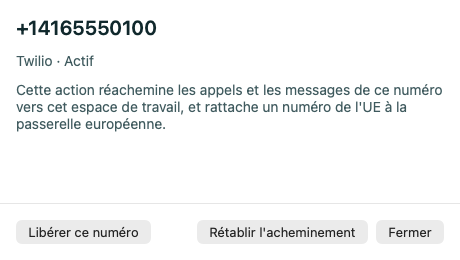 +14165550100
Twilio · Actif
Cette action réachemine les appels et les messages de ce numéro
vers cet espace de travail, et rattache un numéro de l'UE à la
passerelle européenne.
Libérer ce numéro
Rétablir l'acheminement
Fermer